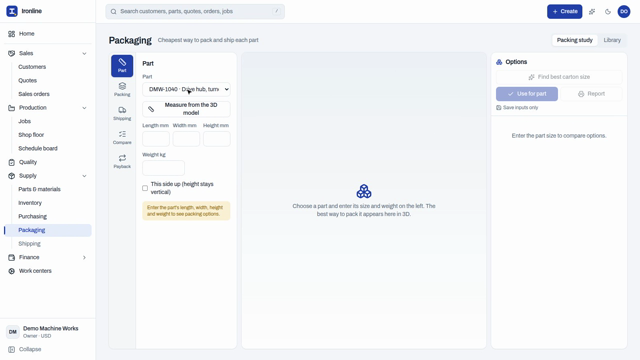 Ironline
Search customers, parts, quotes, orders, jobs
/
Create
DO
Home
Sales
Customers
Quotes
Sales orders
Production
Jobs
Shop floor
Schedule board
Quality
Supply
Parts & materials
Inventory
Purchasing
Packaging
Shipping
Finance
Work centers
DM
Demo Machine Works
Owner · USD
Collapse
Packaging
Cheapest way to pack and ship each part
Packing study
Library
Part
Packing
Shipping
Compare
Payback
Part
Part
DMW-1040 · Drive hub, turn
Measure from the 3D
model
Length mm
Width mm
Height mm
Weight kg
This side up (height stays
vertical)
Enter the part's length, width, height
and weight to see packing options.
Choose a part and enter its size and weight on the left. The
best way to pack it appears here in 3D.
Options
Find best carton size
Use for part
Report
Save inputs only
Enter the part size to compare options.